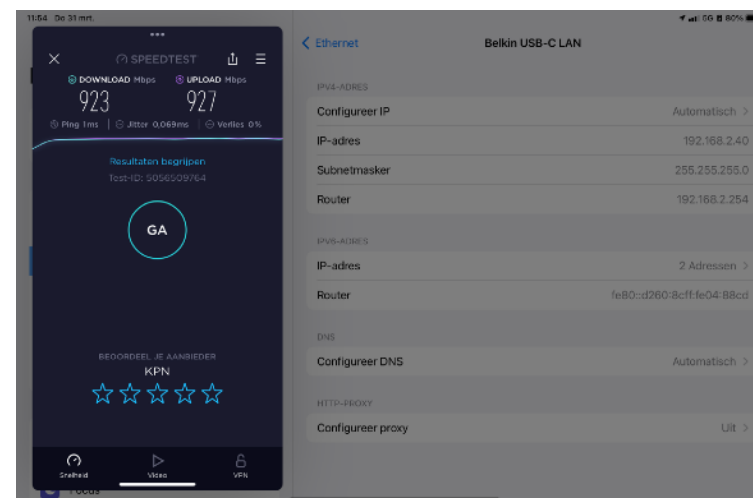 11:54 Do 31 mrt.
5G 80%
SPEEDTEST
DOWNLOAD Mbps UPLOAD Mbps
923 927
Ping 1ms Jitter 0,069ms Verlies 0%
Resultaten begrijpen
Test-ID: 5056509764
GA
BEOORDEEL JE AANBIEDER
KPN
Snelheid Video VPN
Focus
Ethernet Belkin USB-C LAN
IPV4-ADRES
Configureer IP Automatisch
IP-adres 192.168.2.40
Subnetmasker 255.255.255.0
Router 192.168.2.254
IPV6-ADRES
IP-adres 2 Adressen
Router fe80::d260:8cff:fe04:88cd
DNS
Configureer DNS Automatisch
HTTP-PROXY
Configureer proxy Uit